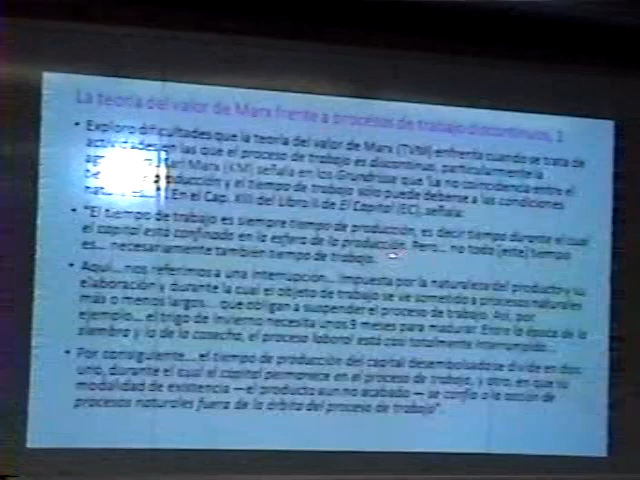 La teoría del valor de Marx frente a procesos de trabajo discontinuos, 1
• Exploro dificultades que la teoría del valor de Marx (TVM) enfrenta cuando se trata de
actividades en las que el proceso de trabajo es discontinuo, particularmente la
Karl Marx (KM) señala en los Grundrisse que "la no coincidencia entre el
producción y el tiempo de trabajo solo puede deberse a las condiciones
En el Cap. XIII del Libro II de El Capital (EC), señala:
• "El tiempo de trabajo es siempre tiempo de producción, es decir tiempo durante el cual
el capital está confinado en la esfera de la producción. Pero... no todo [este] tiempo
es... necesariamente también tiempo de trabajo.
• Aquí... nos referimos a una interrupción... impuesta por la naturaleza del producto y su
elaboración y durante la cual el objeto de trabajo se ve sometido a procesos naturales
más o menos largos... que obligan a suspender el proceso de trabajo. Así, por
ejemplo... el trigo de invierno necesita unos 9 meses para madurar. Entre la época de la
siembra y la de la cosecha, el proceso laboral está casi totalmente interrumpido...
• Por consiguiente... el tiempo de producción del capital desembolsado se divide en dos:
uno, durante el cual el capital permanece en el proceso de trabajo, y otro, en que su
modalidad de existencia —el producto aun no acabado— se confía a la acción de
procesos naturales fuera de la órbita del proceso de trabajo".